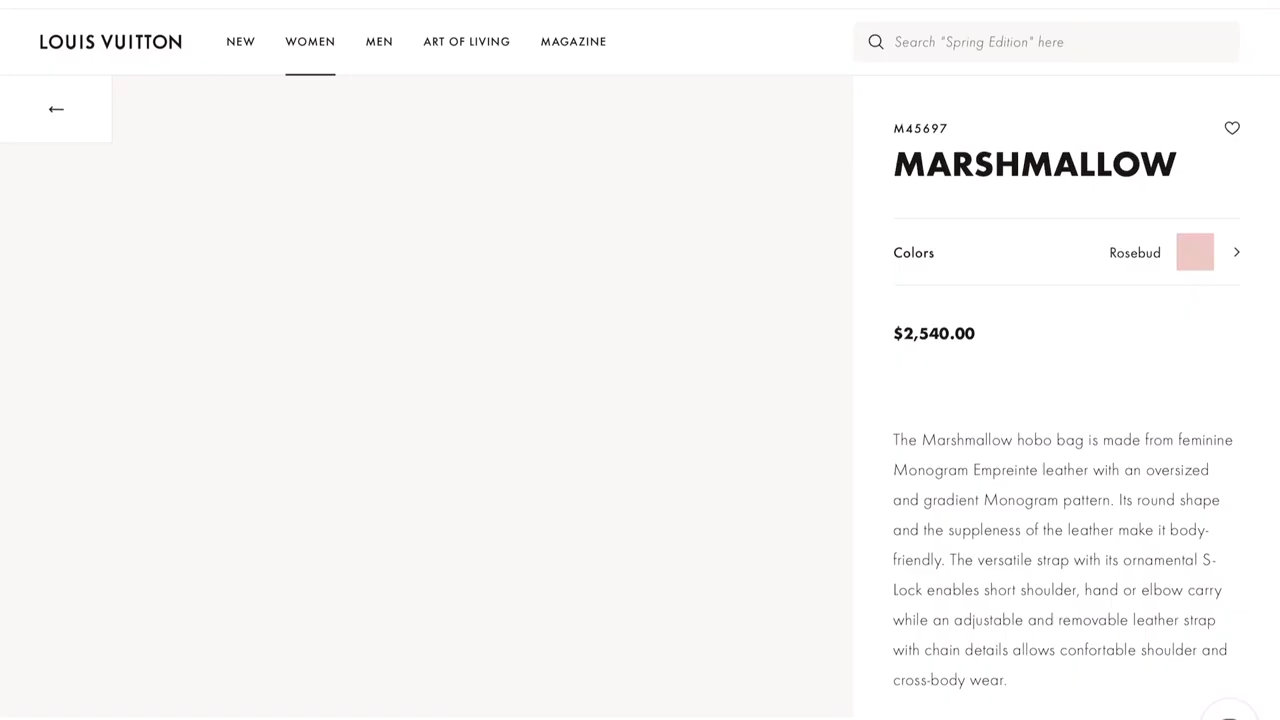 LOUIS VUITTON
NEW
WOMEN
MEN
ART OF LIVING
MAGAZINE
Search "Spring Edition" here
M45697
MARSHMALLOW
Colors
Rosebud
$2,540.00
The Marshmallow hobo bag is made from feminine
Monogram Empreinte leather with an oversized
and gradient Monogram pattern. Its round shape
and the suppleness of the leather make it body-
friendly. The versatile strap with its ornamental S-
Lock enables short shoulder, hand or elbow carry
while an adjustable and removable leather strap
with chain details allows confortable shoulder and
cross-body wear.